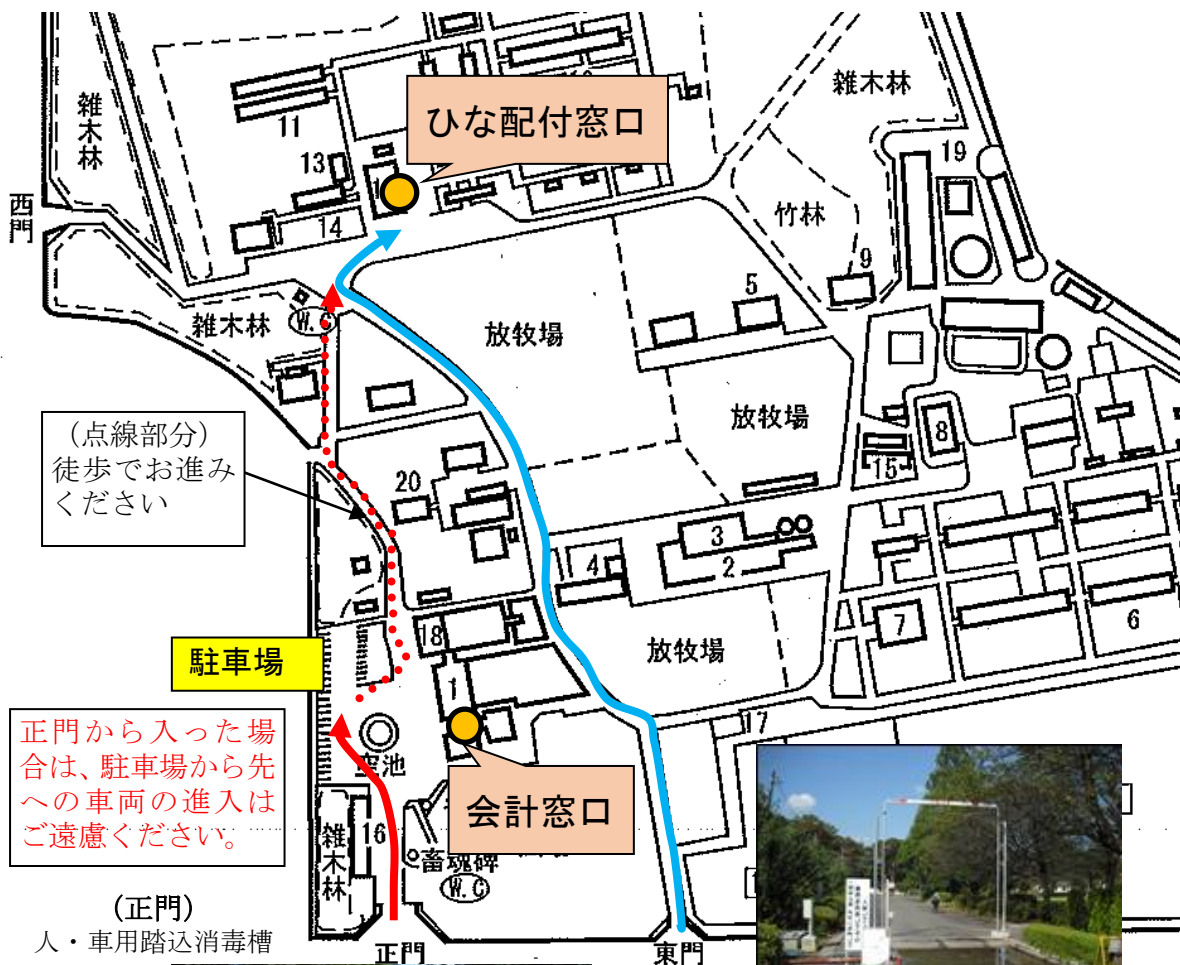 雑木林
11
13
ひな配付窓口
雑木林
19
西門
14
竹林
9
5
雑木林
W.C
放牧場
放牧場
(点線部分)
徒歩でお進み
ください
20
8
15
3
2
4
18
7
6
駐車場
放牧場
1
17
正門から入った場
合は、駐車場から先
への車両の進入は
ご遠慮ください。
空池
会計窓口
雑木林
16
畜魂碑
W.C
(正門)
人・車用踏込消毒槽
正門
東門